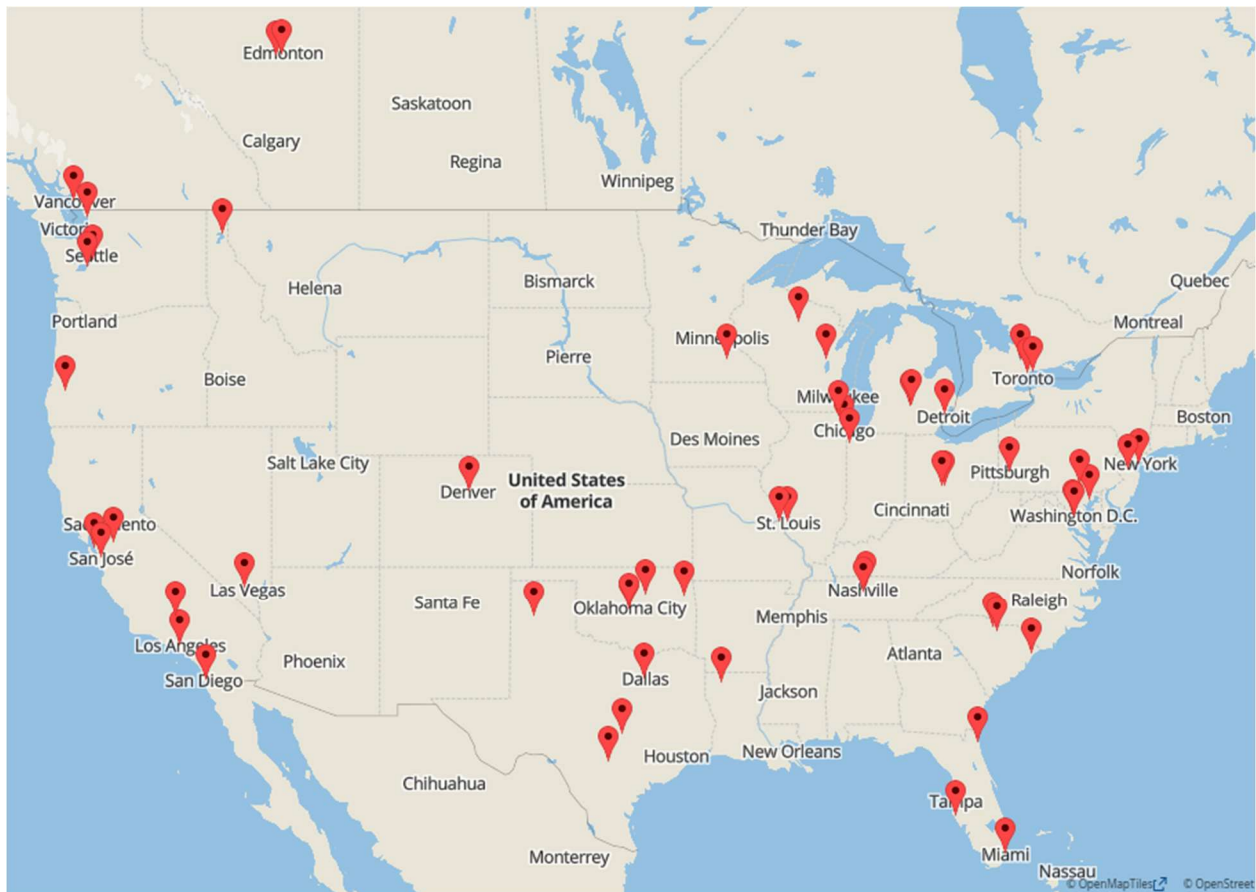 Edmonton
Saskatoon
Calgary
Regina
Winnipeg
Vancouver
Victoria
Thunder Bay
Seattle
Helena
Bismarck
Quebec
Portland
Montreal
Minneapolis
Pierre
Boise
Toronto
Milwaukee
Detroit
Boston
Chicago
Des Moines
Salt Lake City
New York
Pittsburgh
Denver
United States
of America
Cincinnati
Washington D.C.
Sacramento
St. Louis
San José
Norfolk
Las Vegas
Nashville
Santa Fe
Oklahoma City
Raleigh
Memphis
Los Angeles
Atlanta
Phoenix
Dallas
San Diego
Jackson
New Orleans
Houston
Chihuahua
Tampa
Miami
Monterrey
Nassau
© OpenMapTiles © OpenStreet